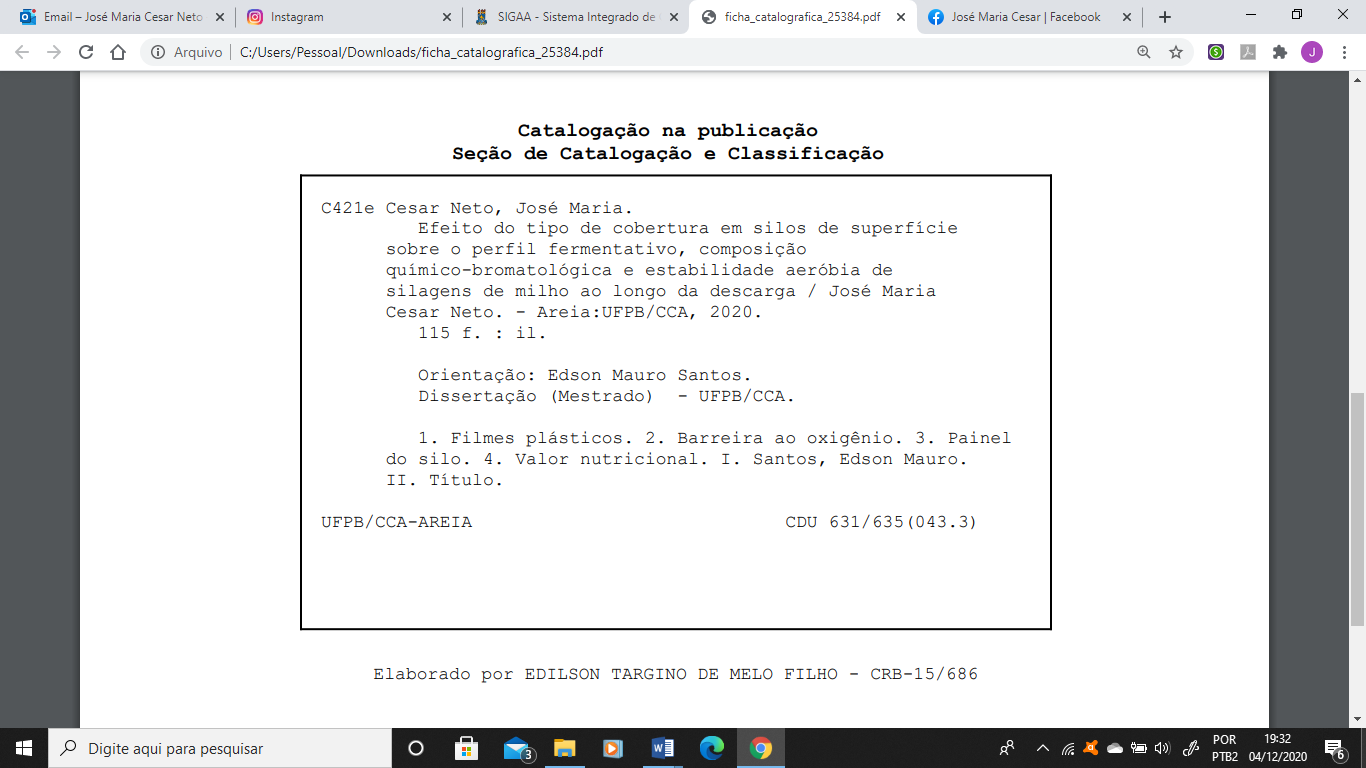 Email – José Maria Cesar Neto
Instagram
SIGAA - Sistema Integrado de
ficha_catalografica_25384.pdf
José Maria Cesar | Facebook
Arquivo
C:/Users/Pessoal/Downloads/ficha_catalografica_25384.pdf
J
Catalogação na publicação
Seção de Catalogação e Classificação
C421e Cesar Neto, José Maria.
Efeito do tipo de cobertura em silos de superfície
sobre o perfil fermentativo, composição
químico-bromatológica e estabilidade aeróbia de
silagens de milho ao longo da descarga / José Maria
Cesar Neto. - Areia:UFPB/CCA, 2020.
115 f. : il.
Orientação: Edson Mauro Santos.
Dissertação (Mestrado) - UFPB/CCA.
1. Filmes plásticos. 2. Barreira ao oxigênio. 3. Painel
do silo. 4. Valor nutricional. I. Santos, Edson Mauro.
II. Título.
UFPB/CCA-AREIA CDU 631/635(043.3)
Elaborado por EDILSON TARGINO DE MELO FILHO - CRB-15/686
Digite aqui para pesquisar
3
POR
PTB2
19:32
04/12/2020
6